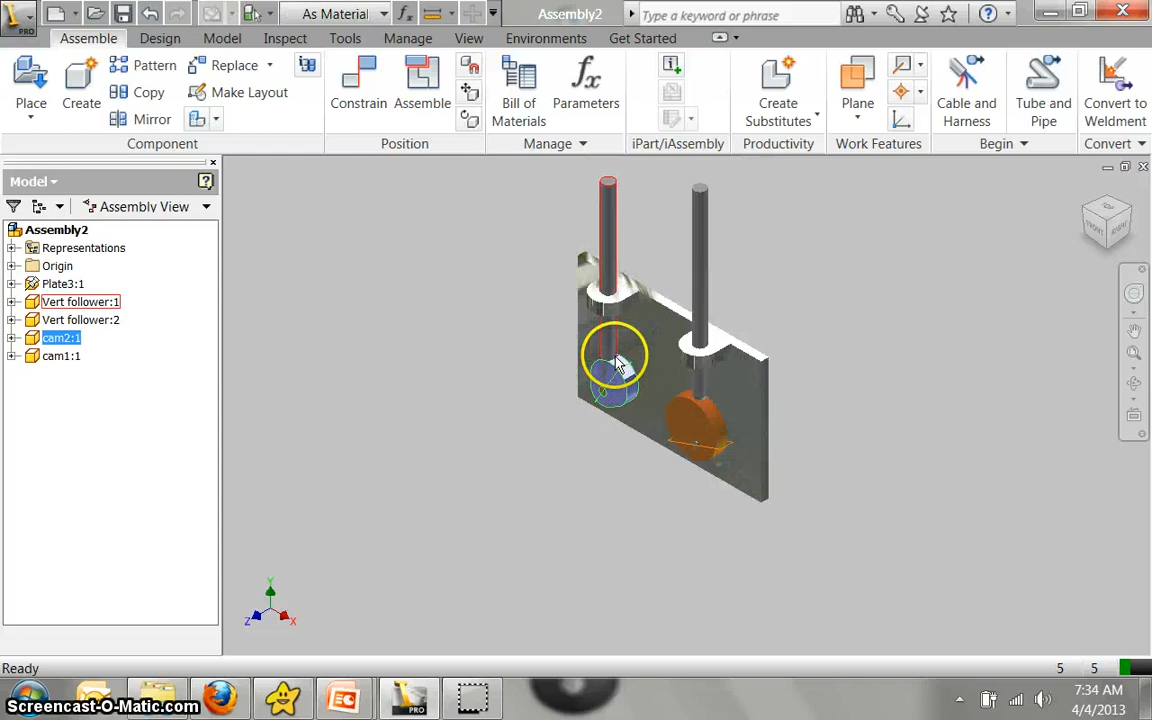 As Material
Assembly2
Type a keyword or phrase
PRO
Assemble
Design
Model
Inspect
Tools
Manage
View
Environments
Get Started
Place
Create
Pattern
Copy
Mirror
Replace
Make Layout
Component
Constrain
Assemble
Position
Bill of
Materials
Parameters
Manage
iPart/iAssembly
Create
Substitutes
Productivity
Plane
Work Features
Cable and
Harness
Tube and
Pipe
Begin
Convert to
Weldment
Convert
Model
Assembly View
Assembly2
Representations
Origin
Plate3:1
Vert follower:1
Vert follower:2
cam2:1
cam1:1
FRONT
RIGHT
Y
Z
X
Ready
5 5
PRO
7:34 AM
4/4/2013
Screencast-O-Matic.com